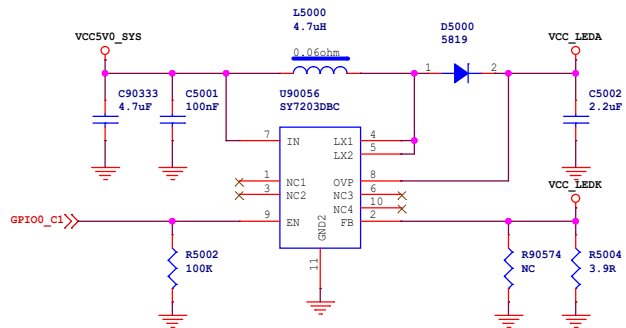 L5000
4.7uH
D5000
5819
VCC5V0_SYS
VCC_LEDA
0.06ohm
1
2
C90333
4.7uF
C5001
100nF
U90056
SY7203DBC
C5002
2.2uF
7
IN
LX1
4
LX2
5
1
NC1
OVP
8
3
NC2
NC3
6
NC4
10
VCC_LEDK
GPIO0_C1
9
EN
FB
2
GND2
11
R5002
100K
R90574
NC
R5004
3.9R